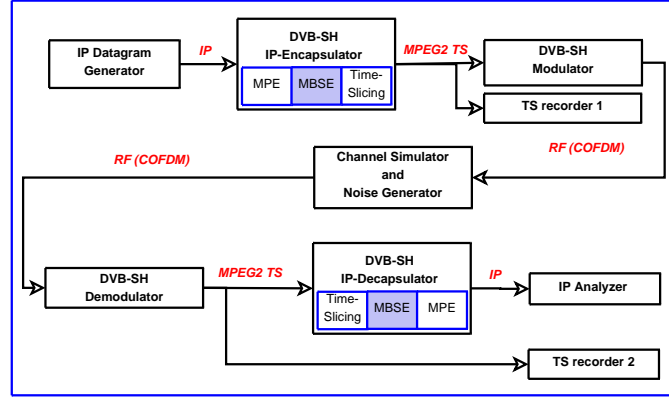 IP Datagram
Generator
IP
DVB-SH
IP-Encapsulator
MPE
MBSE
Time-
Slicing
MPEG2 TS
DVB-SH
Modulator
TS recorder 1
RF (COFDM)
Channel Simulator
and
Noise Generator
RF (COFDM)
DVB-SH
Demodulator
MPEG2 TS
DVB-SH
IP-Decapsulator
Time-
Slicing
MBSE
MPE
IP
IP Analyzer
TS recorder 2